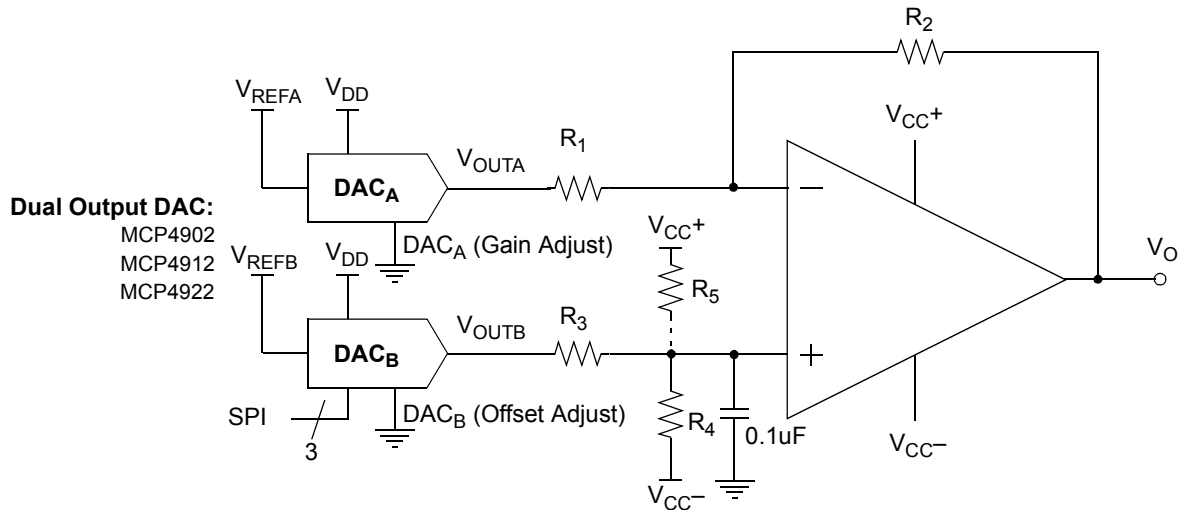 R2
VREFA
VDD
VCC+
VOUTA
R1
DACA
Dual Output DAC:
MCP4902
MCP4912
MCP4922
DACA (Gain Adjust)
VREFB
VDD
VCC+
R5
VO
VOUTB
R3
DACB
SPI
3
DACB (Offset Adjust)
R4
0.1uF
VCC–
VCC–